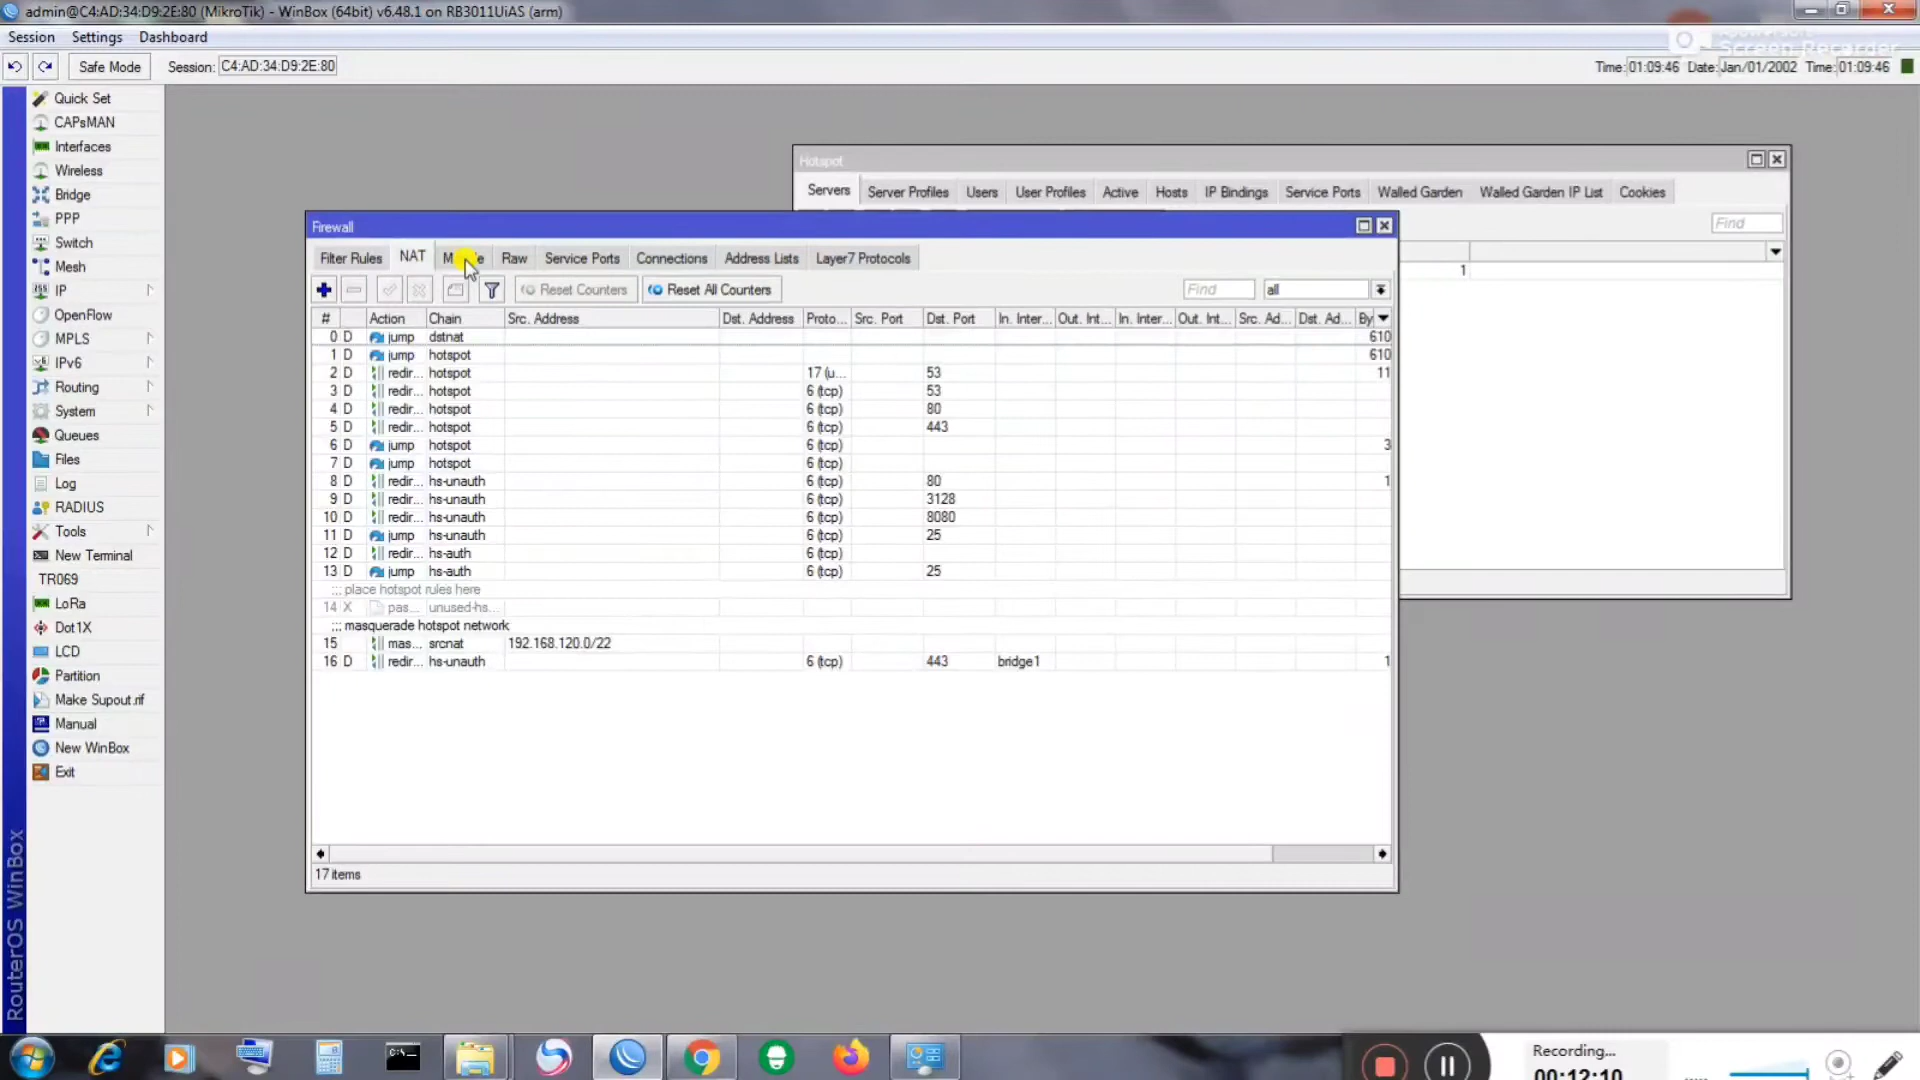 admin@C4:AD:34:D9:2E:80 (MikroTik) - WinBox (64bit) v6.48.1 on RB3011UiAS (arm)
Session Settings Dashboard
Safe Mode Session: C4:AD:34:D9:2E:80 Time: 01:09:46 Date: Jan/01/2002 Time: 01:09:46
Screen Recorder
Quick Set
CAPsMAN
Interfaces
Wireless
Bridge
PPP
Switch
Mesh
IP
OpenFlow
MPLS
IPv6
Routing
System
Queues
Files
Log
RADIUS
Tools
New Terminal
TR069
LoRa
Dot1X
LCD
Partition
Make Supout.rif
Manual
New WinBox
Exit
RouterOS WinBox
Hotspot
Servers Server Profiles Users User Profiles Active Hosts IP Bindings Service Ports Walled Garden Walled Garden IP List Cookies
Find
1
Firewall
Filter Rules NAT Raw Service Ports Connections Address Lists Layer7 Protocols
Reset Counters Reset All Counters Find all
# Action Chain Src. Address Dst. Address Proto... Src. Port Dst. Port In. Inter... Out. Int... In. Inter... Out. Int... Src. Ad... Dst. Ad... By
0 D jump dstnat 610
1 D jump hotspot 610
2 D redir... hotspot 17 (u... 53 11
3 D redir... hotspot 6 (tcp) 53
4 D redir... hotspot 6 (tcp) 80
5 D redir... hotspot 6 (tcp) 443
6 D jump hotspot 6 (tcp) 3
7 D jump hotspot 6 (tcp)
8 D redir... hs-unauth 6 (tcp) 80 1
9 D redir... hs-unauth 6 (tcp) 3128
10 D redir... hs-unauth 6 (tcp) 8080
11 D jump hs-unauth 6 (tcp) 25
12 D redir... hs-auth 6 (tcp)
13 D jump hs-auth 6 (tcp) 25
;;; place hotspot rules here
14 X pas... unused-hs...
;;; masquerade hotspot network
15 mas... srcnat 192.168.120.0/22
16 D redir... hs-unauth 6 (tcp) 443 bridge1 1
17 items
Recording...
00:12:10